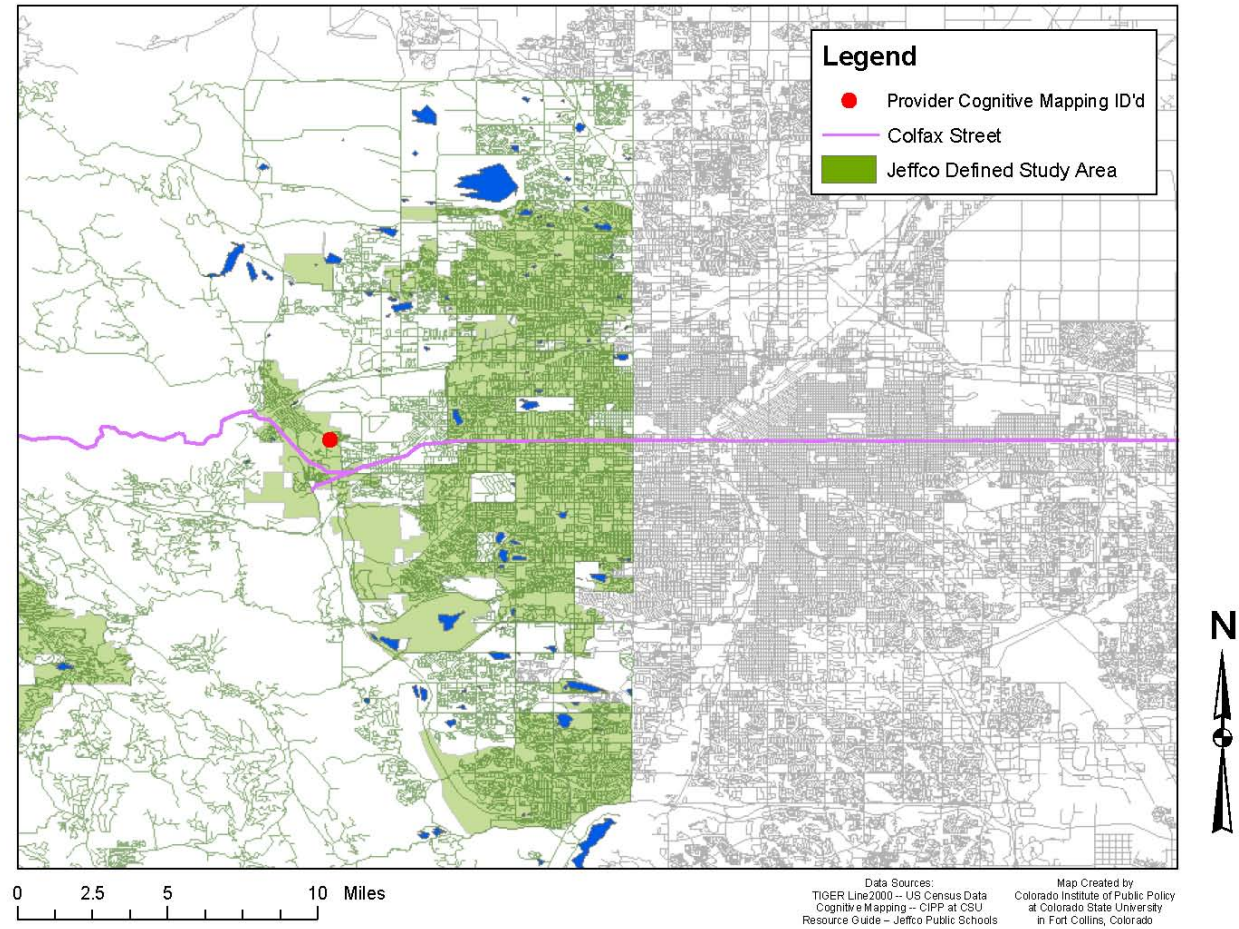 Legend
Provider Cognitive Mapping ID'd
Colfax Street
Jeffco Defined Study Area
N
0 2.5 5 10 Miles
Data Sources:
TIGER Line2000 -- US Census Data
Cognitive Mapping -- CIPP at CSU
Resource Guide – Jeffco Public Schools
Map Created by
Colorado Institute of Public Policy
at Colorado State University
in Fort Collins, Colorado